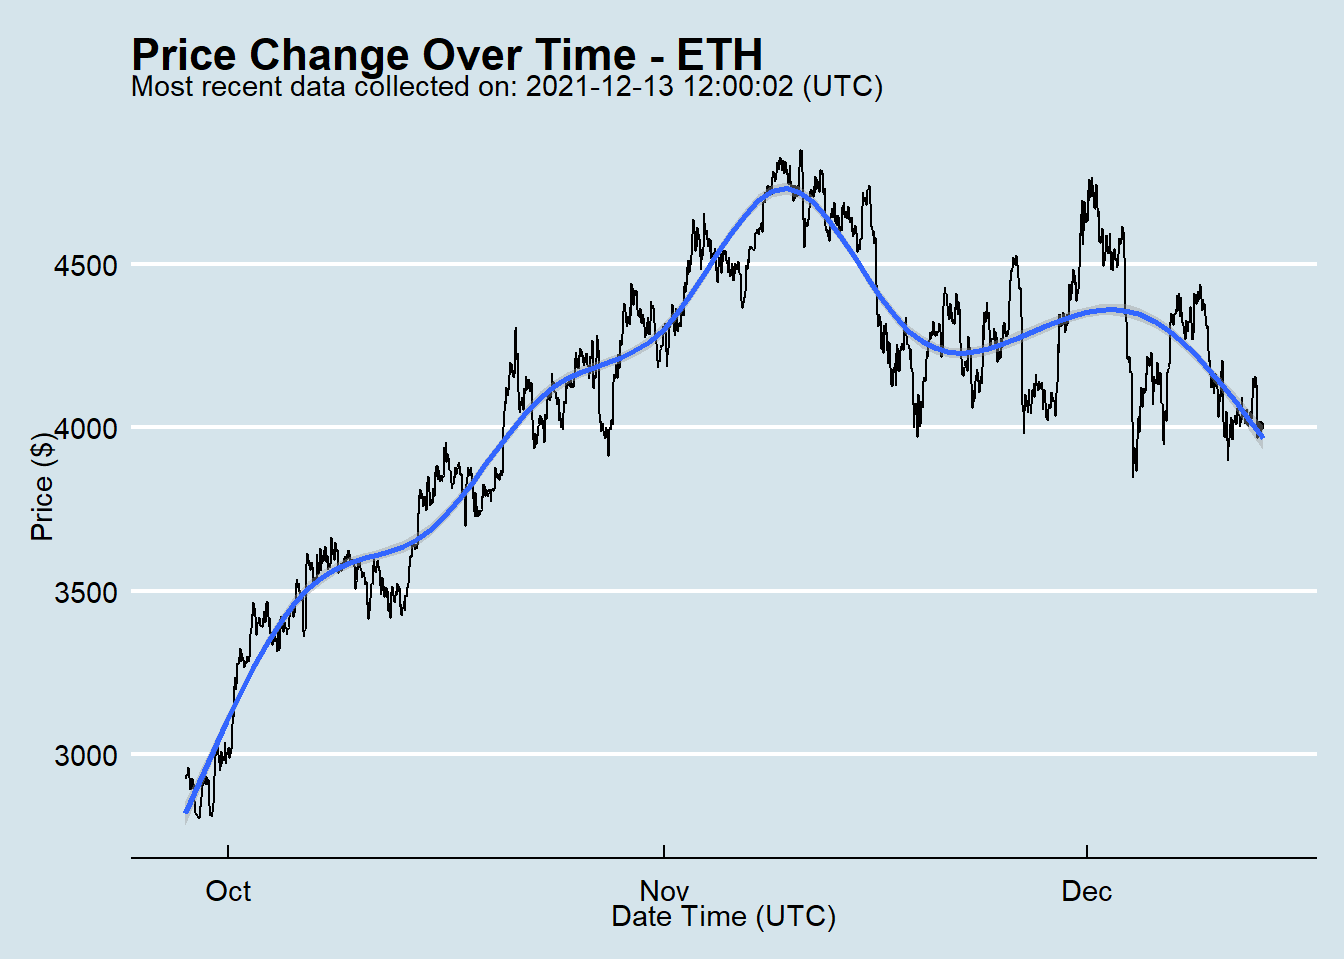 Price Change Over Time - ETH
Most recent data collected on: 2021-12-13 12:00:02 (UTC)
Price ($)
4500
4000
3500
3000
Oct
Nov
Dec
Date Time (UTC)